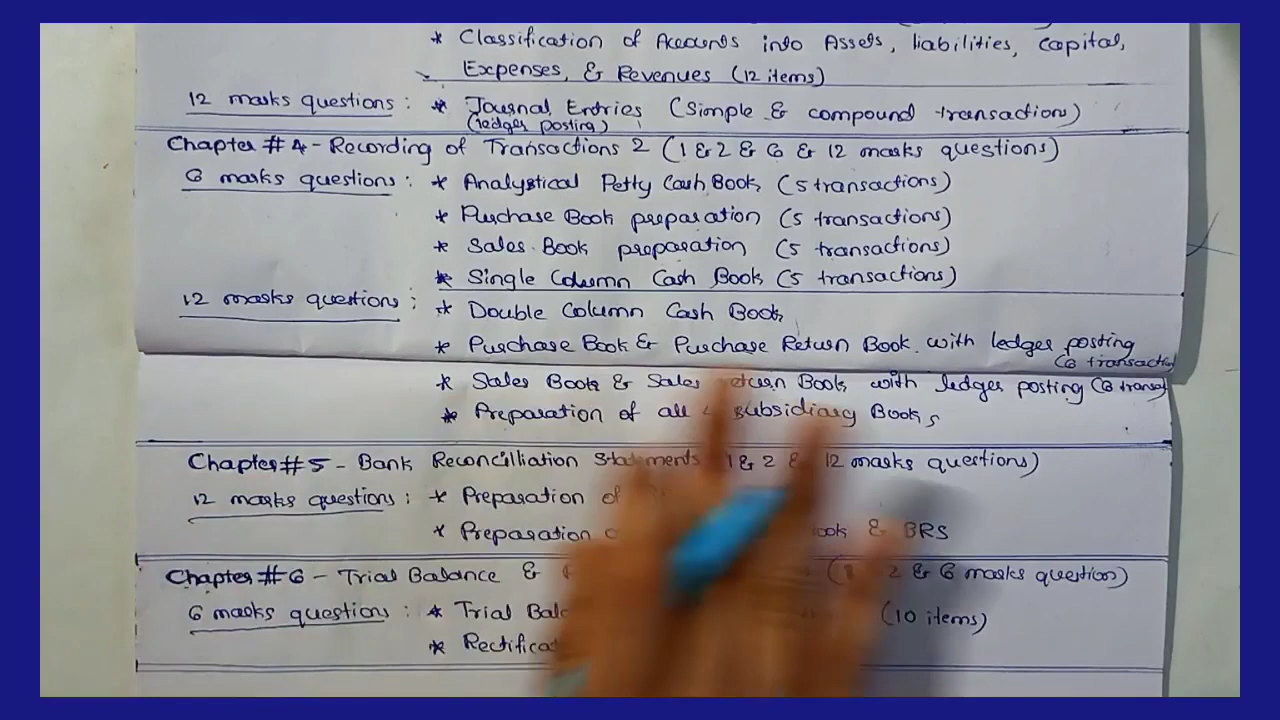 * Classification of Accounts into Assets, liabilities, Capital,
Expenses, & Revenues (12 items)
12 marks questions : * Journal Entries (Simple & compound transaction)
(ledger posting)
Chapter # 4 - Recording of Transactions 2 (1 & 2 & 6 & 12 marks questions)
6 marks questions : * Analytical Petty Cash Book (5 transactions)
* Purchase Book preparation (5 transactions)
* Sales Book preparation (5 transactions)
* Single Column Cash Book (5 transactions)
12 marks questions : * Double Column Cash Book
* Purchase Book & Purchase Return Book with ledger posting
(6 transaction
* Sales Book & Sales Return Book with ledger posting (6 transa)
* Preparation of all 4 subsidiary Books
Chapter # 5 - Bank Reconcilliation Statements (1 & 2 & 12 marks questions)
12 marks questions : * Preparation of
* Preparation & BRS
Chapter # 6 - Trial Balance & 2 & 6 marks question)
6 marks questions : * Trial (10 items)
*